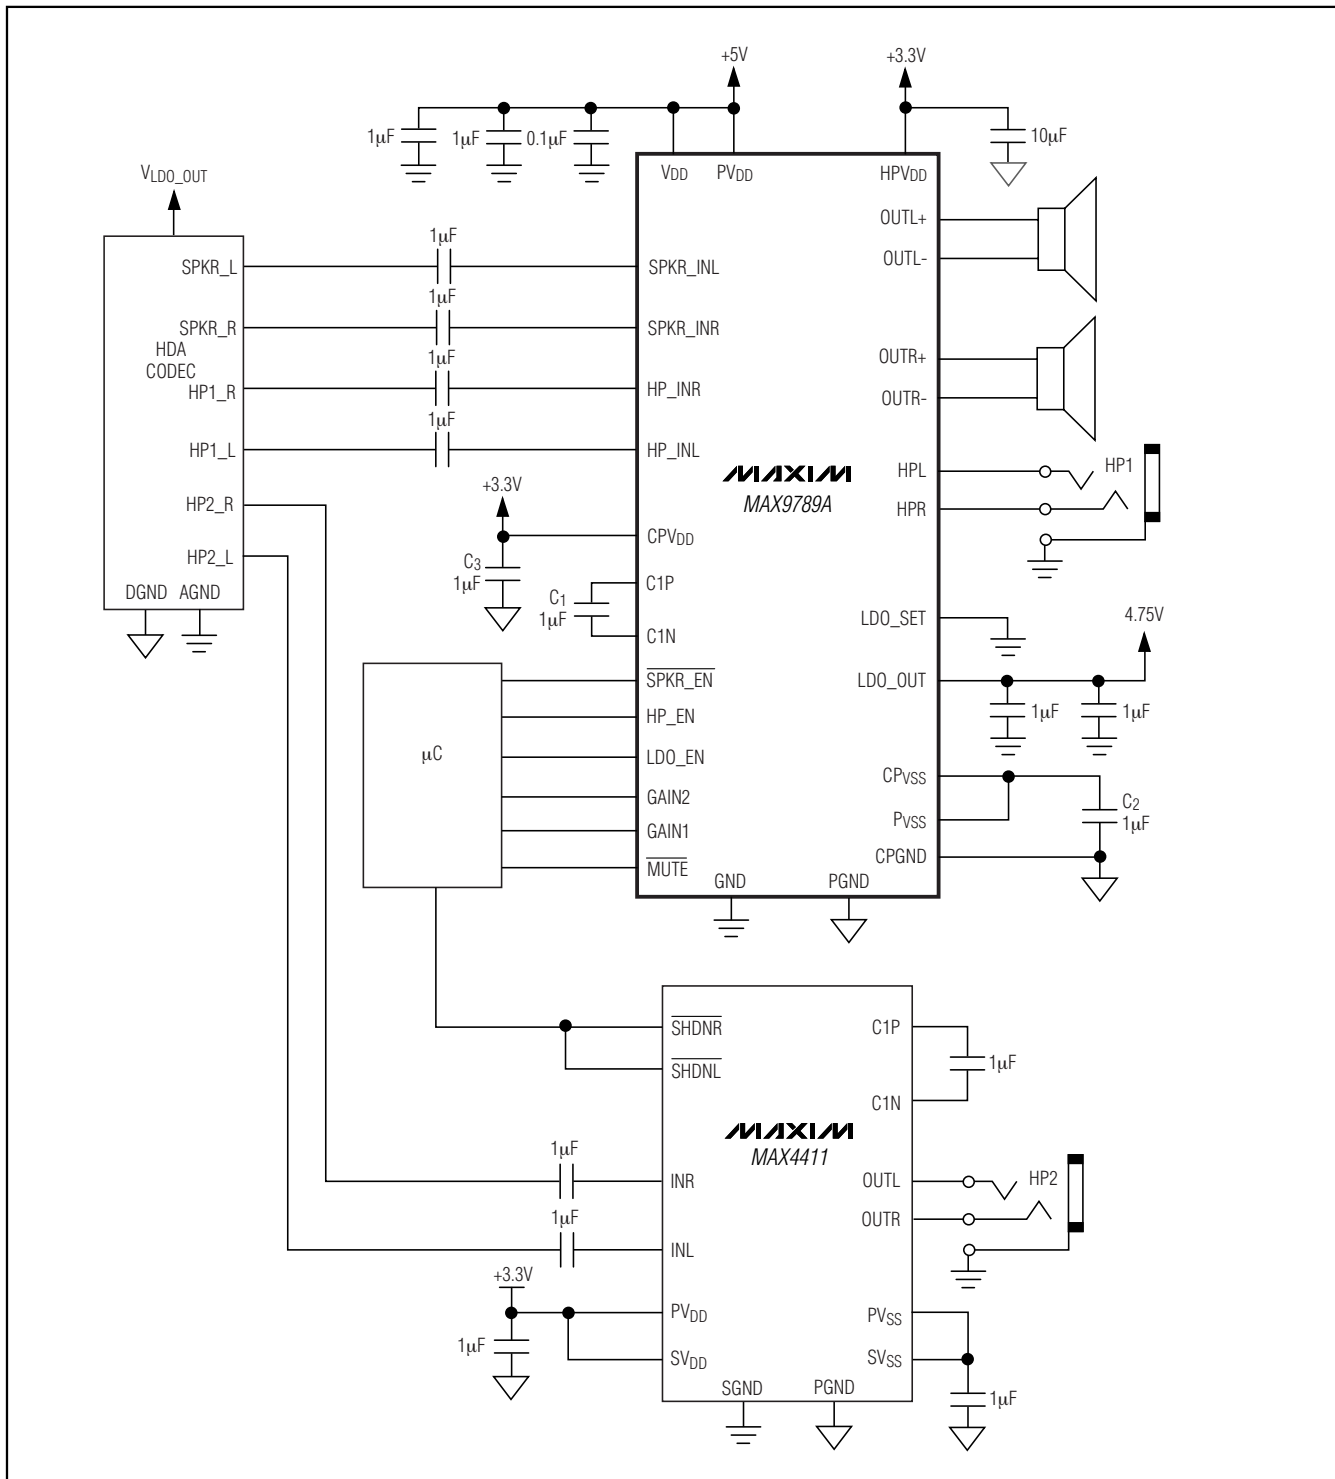 +5V
+3.3V
1µF
1µF
0.1µF
10µF
VDD
PVDD
HPVDD
VLDO_OUT
OUTL+
OUTL-
1µF
SPKR_L
SPKR_INL
1µF
SPKR_R
SPKR_INR
HDA
CODEC
1µF
OUTR+
OUTR-
HP1_R
HP_INR
1µF
HP1_L
HP_INL
MAXIM
MAX9789A
HPL
HP1
HPR
+3.3V
HP2_R
CPVDD
HP2_L
C3
1µF
C1P
C1
1µF
C1N
DGND
AGND
LDO_SET
4.75V
SPKR_EN
LDO_OUT
HP_EN
1µF
1µF
µC
LDO_EN
GAIN2
GAIN1
MUTE
CPVSS
PVSS
C2
1µF
CPGND
GND
PGND
SHDNR
SHDNL
C1P
1µF
C1N
MAXIM
MAX4411
1µF
INR
OUTL
HP2
1µF
OUTR
INL
+3.3V
PVDD
PVSS
1µF
SVDD
SVSS
SGND
PGND
1µF